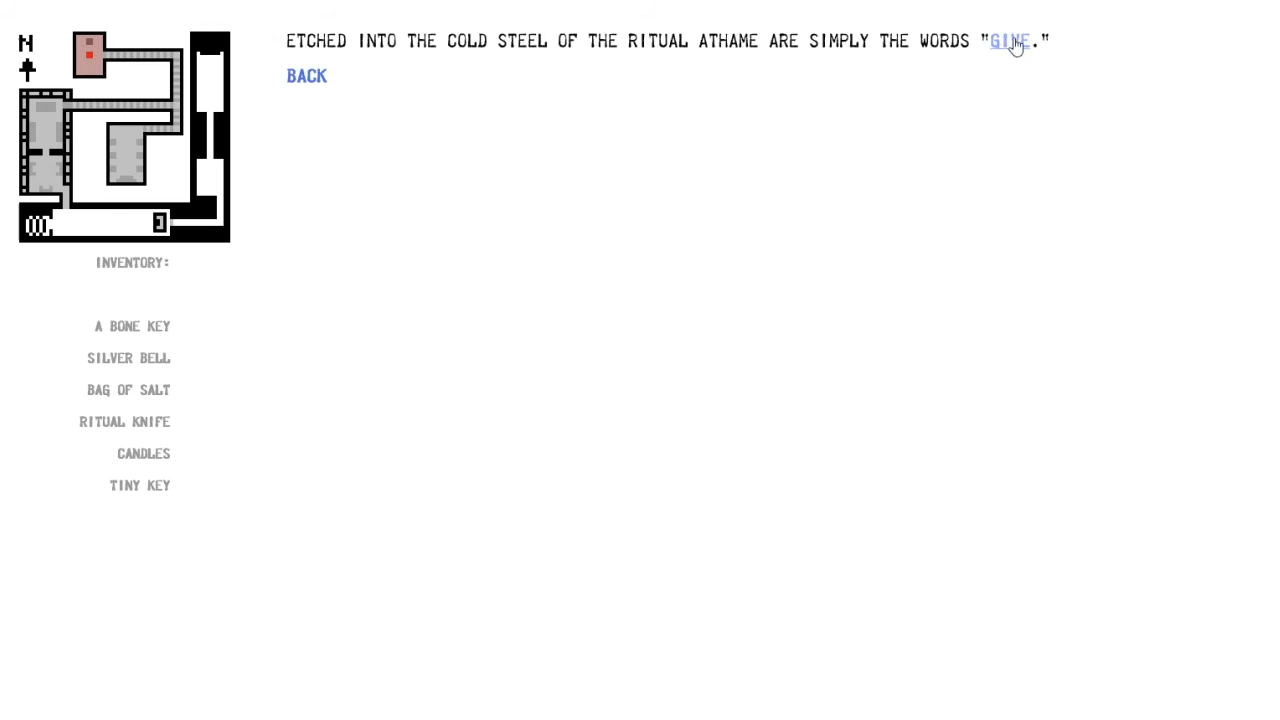 N
ETCHED INTO THE COLD STEEL OF THE RITUAL ATHAME ARE SIMPLY THE WORDS "GIVE."
BACK
INVENTORY:
A BONE KEY
SILVER BELL
BAG OF SALT
RITUAL KNIFE
CANDLES
TINY KEY